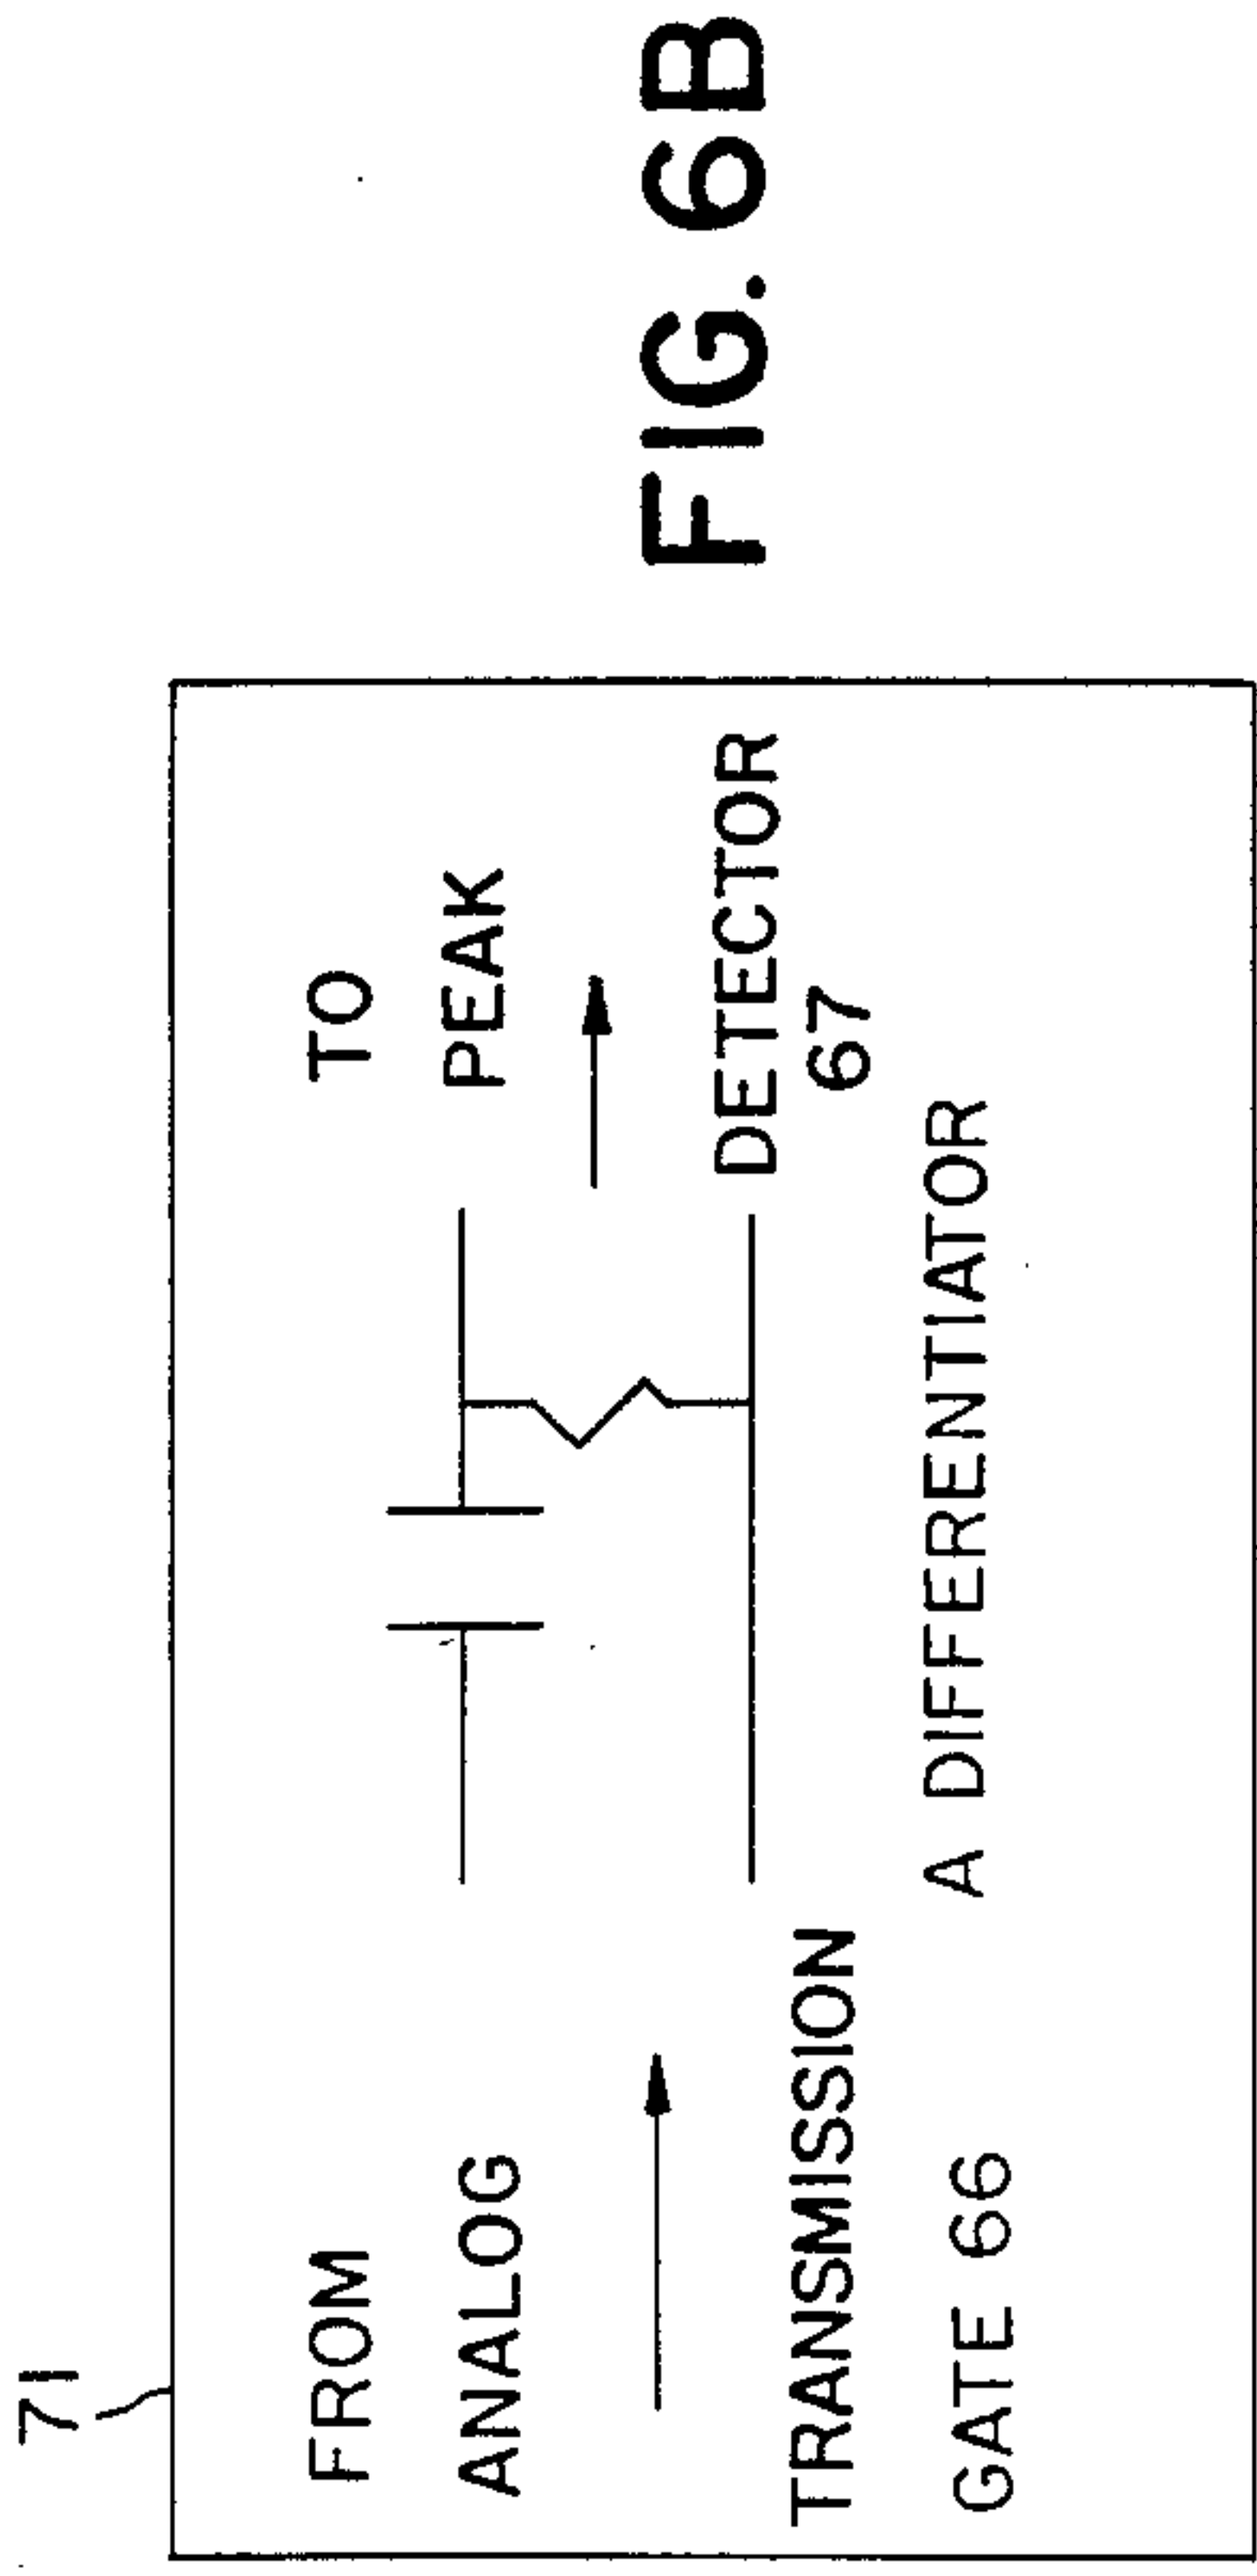 71
FROM
ANALOG
TRANSMISSION
GATE 66
TO
PEAK
DETECTOR
67
A DIFFERENTIATOR
FIG. 6B